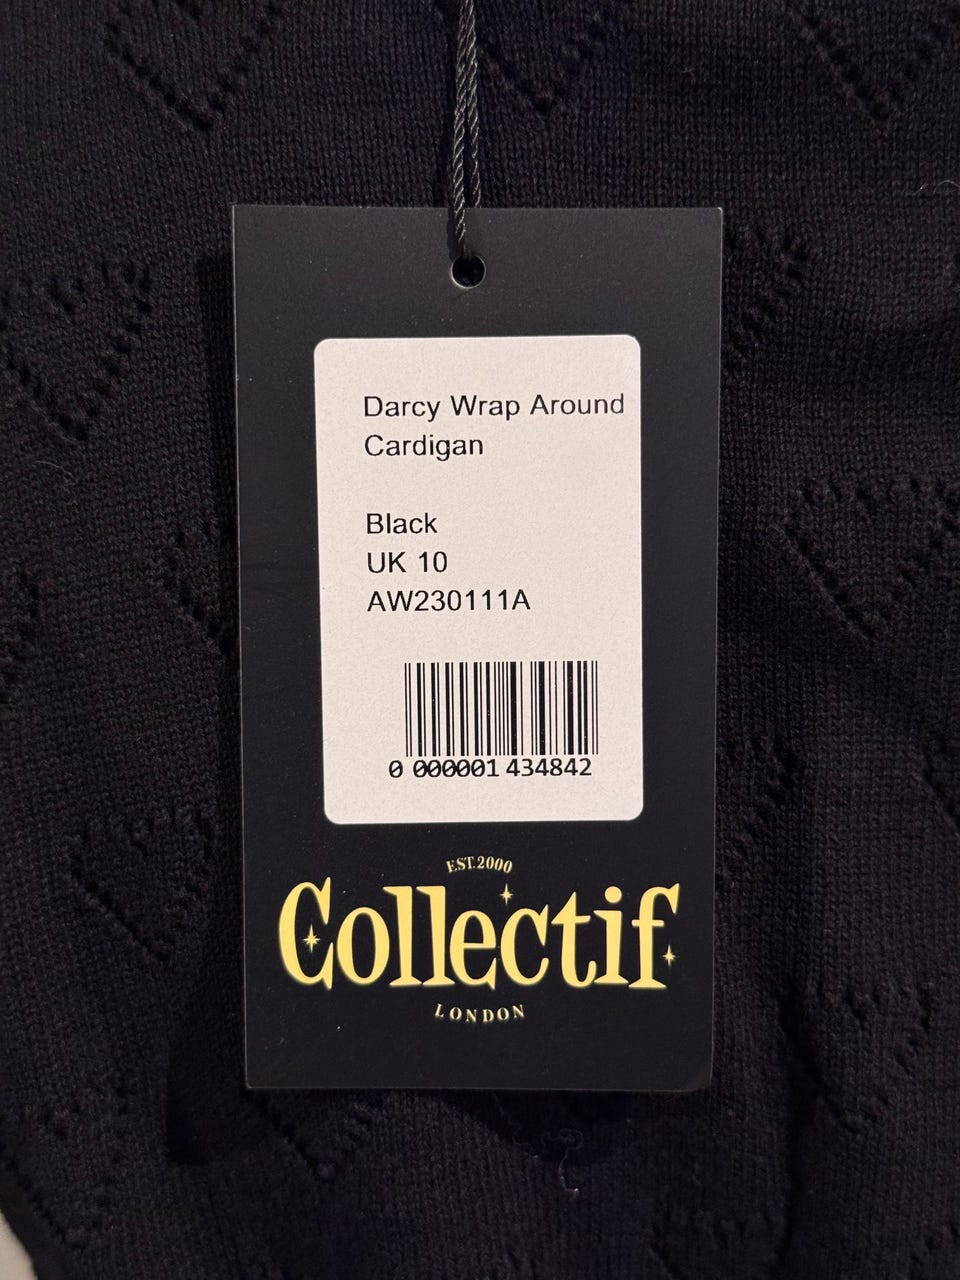 Darcy Wrap Around
Cardigan
Black
UK 10
AW230111A
0 000001 434842
EST.2000
Collectif
LONDON